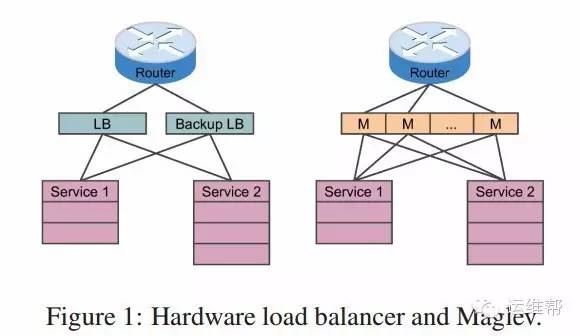 Router
Router
LB
Backup LB
M
M
...
M
Service 1
Service 2
Service 1
Service 2
Figure 1: Hardware load balancer and Maglev.
运维帮